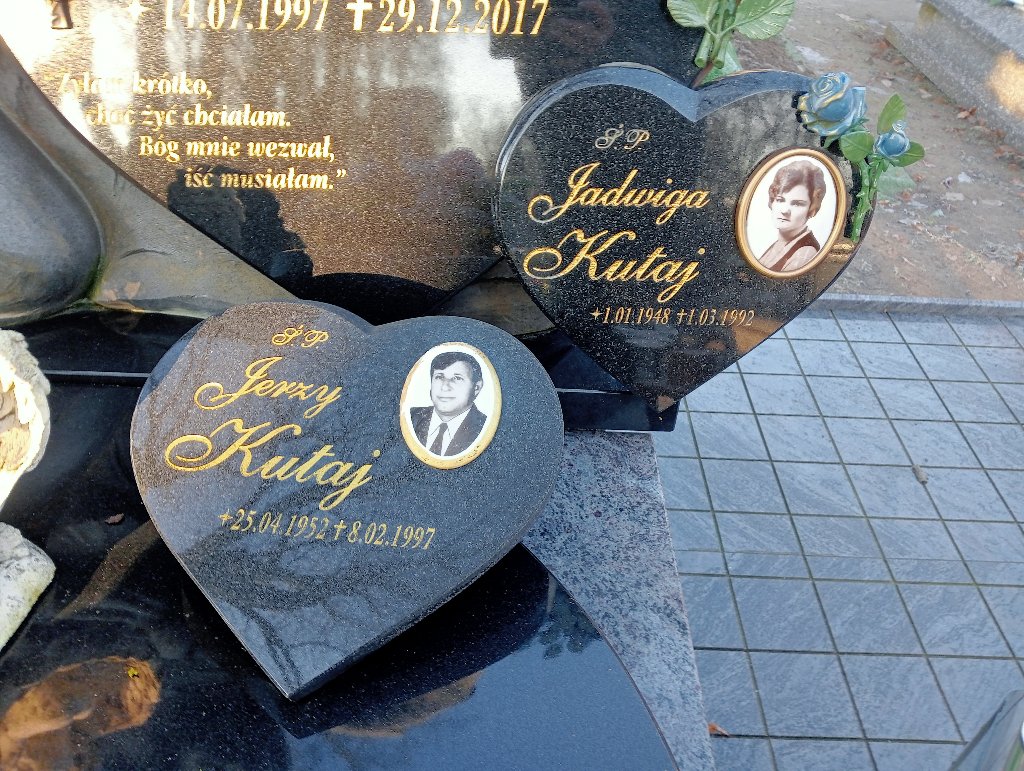 14.07.1997 ✝29.12.2017
krótko,
choć żyć chciałam.
Bóg mnie wezwał,
iść musiałam."
Ś.P
Jadwiga
Kutaj
✦1.01.1948 ✝1.03.1992
Ś.P
Jerzy
Kutaj
✦25.04.1952 ✝8.02.1997